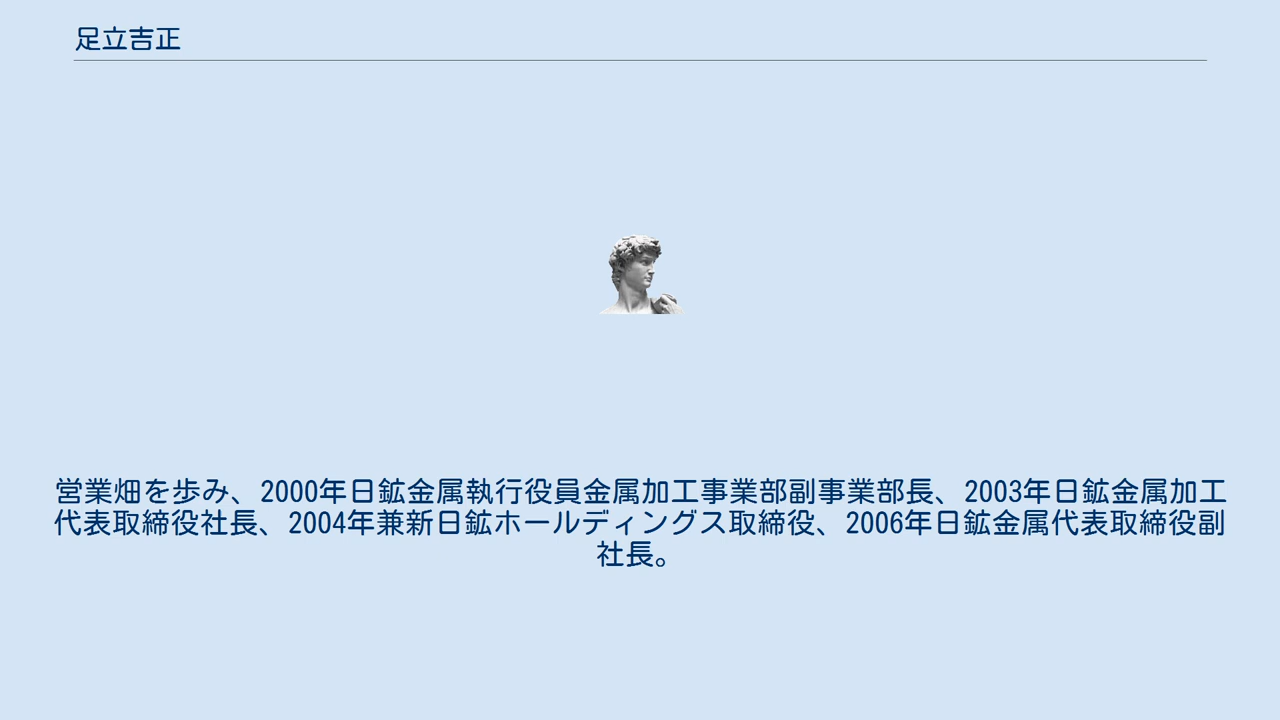 足立吉正
営業畑を歩み、2000年日鉱金属執行役員金属加工事業部副事業部長、2003年日鉱金属加工
代表取締役社長、2004年兼新日鉱ホールディングス取締役、2006年日鉱金属代表取締役副
社長。